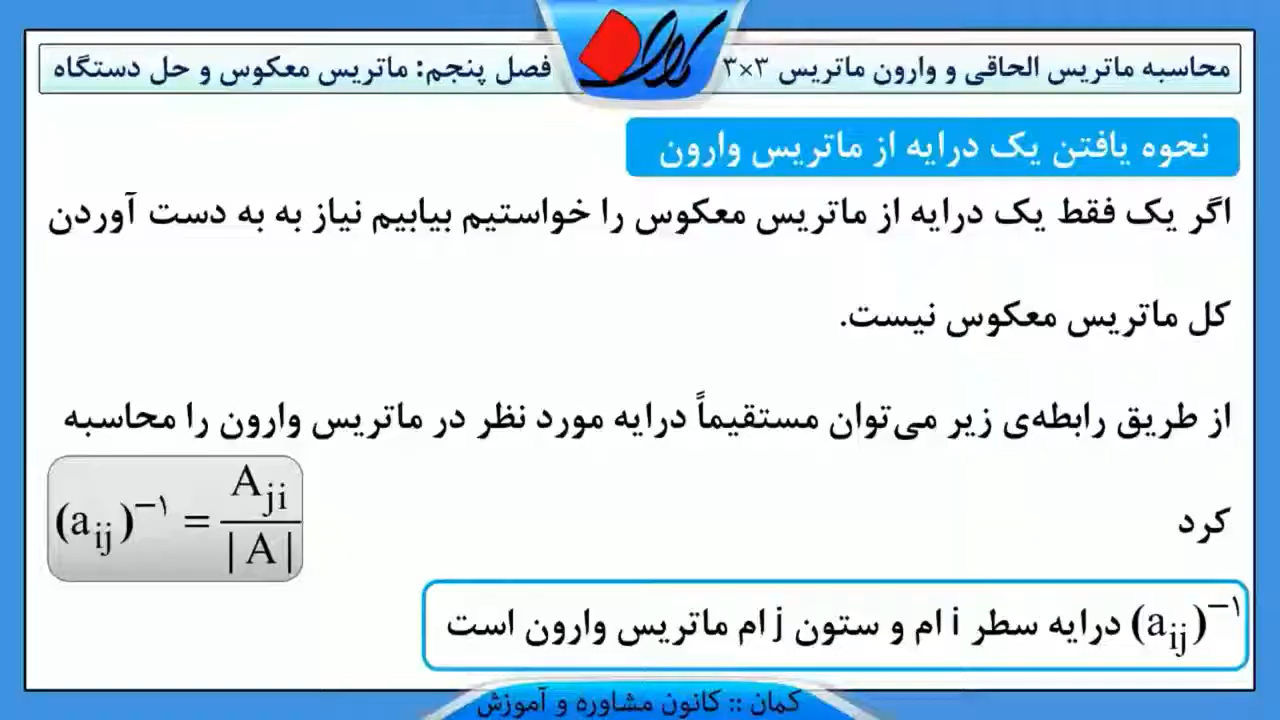 محاسبه ماتریس الحاقی و وارون ماتریس ۳×۳
کمان
فصل پنجم: ماتریس معکوس و حل دستگاه
نحوه یافتن یک درایه از ماتریس وارون
اگر یک فقط یک درایه از ماتریس معکوس را خواستیم بیابیم نیاز به به دست آوردن
کل ماتریس معکوس نیست.
از طریق رابطه‌ی زیر می‌توان مستقیماً درایه مورد نظر در ماتریس وارون را محاسبه
کرد
(a_ij)^−۱ = A_ji / |A|
(a_ij)^−۱ درایه سطر i ام و ستون j ام ماتریس وارون است
کمان :: کانون مشاوره و آموزش